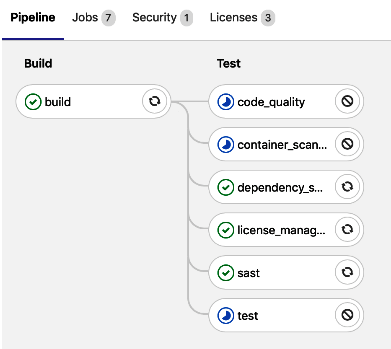 Pipeline Jobs 7 Security 1 Licenses 3
Build Test
build
code_quality
container_scan...
dependency_s...
license_manag...
sast
test